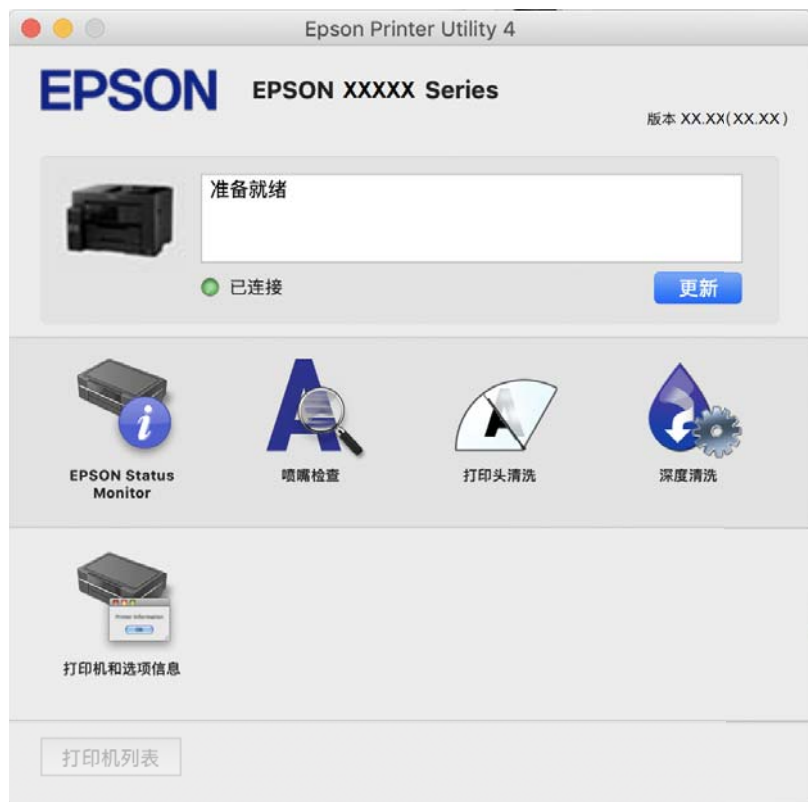 Epson Printer Utility 4
EPSON
EPSON XXXXX Series
版本 XX.XX(XX.XX)
准备就绪
已连接
更新
EPSON Status
Monitor
喷嘴检查
打印头清洗
深度清洗
Printer Information
打印机和选项信息
打印机列表